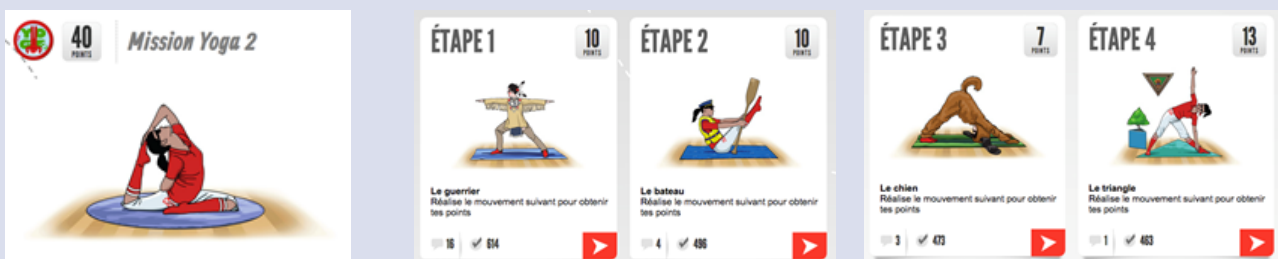 40
POINTS
Mission Yoga 2
ÉTAPE 1
10
POINTS
Le guerrier
Réalise le mouvement suivant pour obtenir
tes points
16
614
ÉTAPE 2
10
POINTS
Le bateau
Réalise le mouvement suivant pour obtenir
tes points
4
496
ÉTAPE 3
7
POINTS
Le chien
Réalise le mouvement suivant pour obtenir
tes points
3
473
ÉTAPE 4
13
POINTS
Le triangle
Réalise le mouvement suivant pour obtenir
tes points
1
463